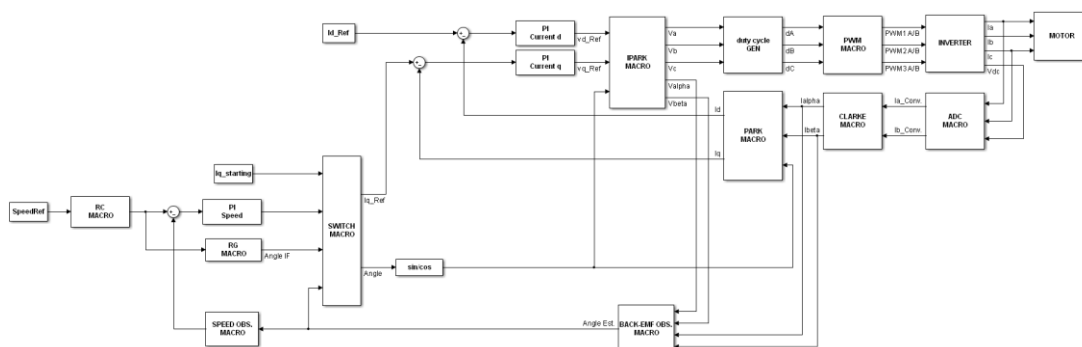 Id_Ref
PI
Current d
vd_Ref
PI
Current q
vq_Ref
IPARK
MACRO
Va
Vb
Vc
Valpha
Vbeta
duty cycle
GEN
dA
dB
dC
PWM
MACRO
PWM1A/B
PWM2A/B
PWM3A/B
INVERTER
Ia
Ib
Ic
Vdc
MOTOR
Id
Iq
PARK
MACRO
Ialpha
Ibeta
CLARKE
MACRO
Ia_Conv.
Ib_Conv.
ADC
MACRO
Iq_starting
Iq_Ref
SpeedRef
RC
MACRO
PI
Speed
SWITCH
MACRO
RG
MACRO
Angle IF
Angle
sin/cos
SPEED OBS.
MACRO
Angle Est.
BACK-EMF OBS.
MACRO